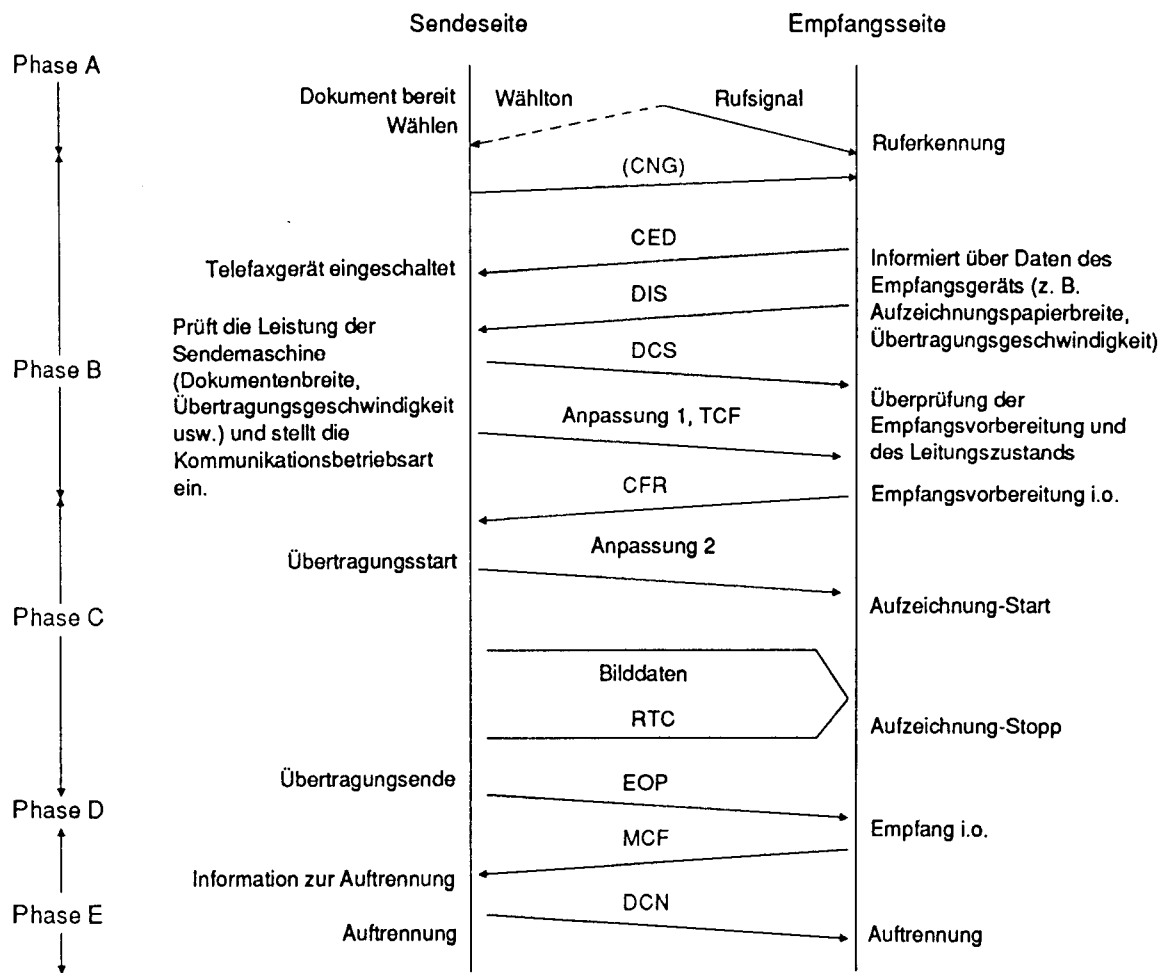 Sendeseite
Empfangsseite
Phase A
Dokument bereit
Wählen
Wählton
Rufsignal
Ruferkennung
(CNG)
CED
Telefaxgerät eingeschaltet
Informiert über Daten des
Empfangsgeräts (z. B.
Aufzeichnungspapierbreite,
Übertragungsgeschwindigkeit)
DIS
Prüft die Leistung der
Sendemaschine
(Dokumentenbreite,
Übertragungsgeschwindigkeit
usw.) und stellt die
Kommunikationsbetriebsart
ein.
DCS
Phase B
Anpassung 1, TCF
Überprüfung der
Empfangsvorbereitung und
des Leitungszustands
CFR
Empfangsvorbereitung i.o.
Anpassung 2
Übertragungsstart
Aufzeichnung-Start
Phase C
Bilddaten
RTC
Aufzeichnung-Stopp
Übertragungsende
EOP
Phase D
Empfang i.o.
MCF
Information zur Auftrennung
DCN
Phase E
Auftrennung
Auftrennung